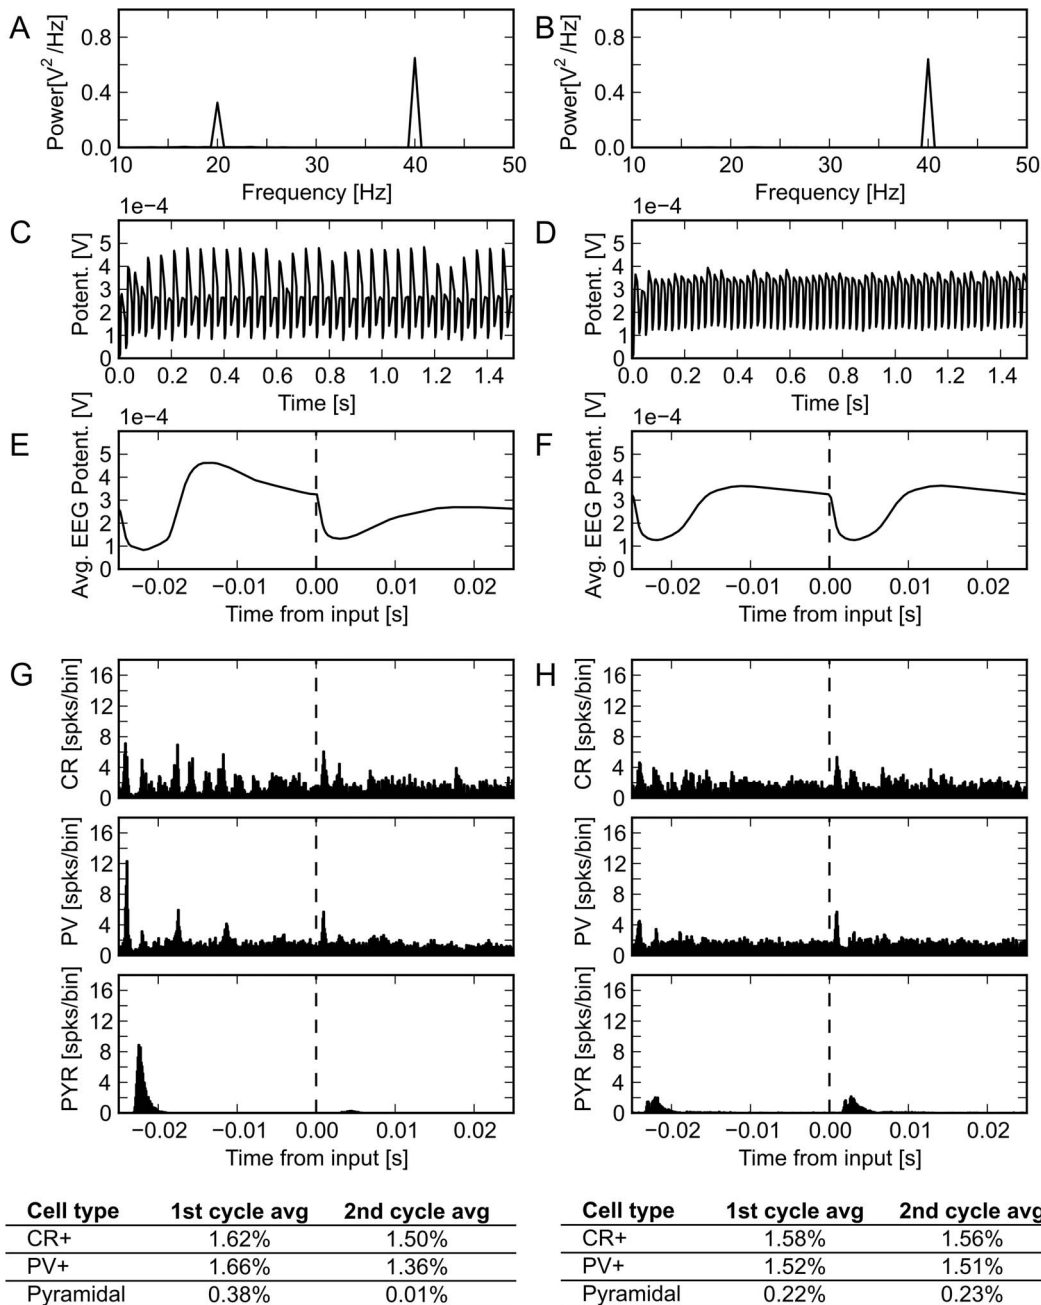 A
Power[V² /Hz]
0.8
0.4
0.0
10 20 30 40 50
Frequency [Hz]
B
Power[V² /Hz]
0.8
0.4
0.0
10 20 30 40 50
Frequency [Hz]
C
1e−4
Potent. [V]
5
4
3
2
1
0
0.0 0.2 0.4 0.6 0.8 1.0 1.2 1.4
Time [s]
D
1e−4
Potent. [V]
5
4
3
2
1
0
0.0 0.2 0.4 0.6 0.8 1.0 1.2 1.4
Time [s]
E
1e−4
Avg. EEG Potent. [V]
5
4
3
2
1
0
−0.02 −0.01 0.00 0.01 0.02
Time from input [s]
F
1e−4
Avg. EEG Potent. [V]
5
4
3
2
1
0
−0.02 −0.01 0.00 0.01 0.02
Time from input [s]
G
CR [spks/bin]
16
12
8
4
0
PV [spks/bin]
16
12
8
4
0
PYR [spks/bin]
16
12
8
4
0
−0.02 −0.01 0.00 0.01 0.02
Time from input [s]
H
CR [spks/bin]
16
12
8
4
0
PV [spks/bin]
16
12
8
4
0
PYR [spks/bin]
16
12
8
4
0
−0.02 −0.01 0.00 0.01 0.02
Time from input [s]
Cell type 1st cycle avg 2nd cycle avg
CR+ 1.62% 1.50%
PV+ 1.66% 1.36%
Pyramidal 0.38% 0.01%
Cell type 1st cycle avg 2nd cycle avg
CR+ 1.58% 1.56%
PV+ 1.52% 1.51%
Pyramidal 0.22% 0.23%